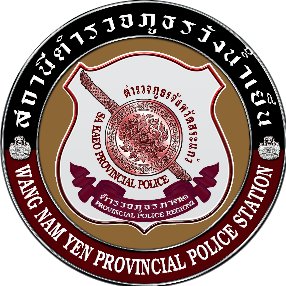 สถานีตำรวจภูธรวังน้ำเย็น
ตำรวจภูธรจังหวัดสระแก้ว
SA KAEO PROVINCIAL POLICE
ตำรวจภูธรภาค๒
PROVINCIAL POLICE REGION2
WANG NAM YEN PROVINCIAL POLICE STATION